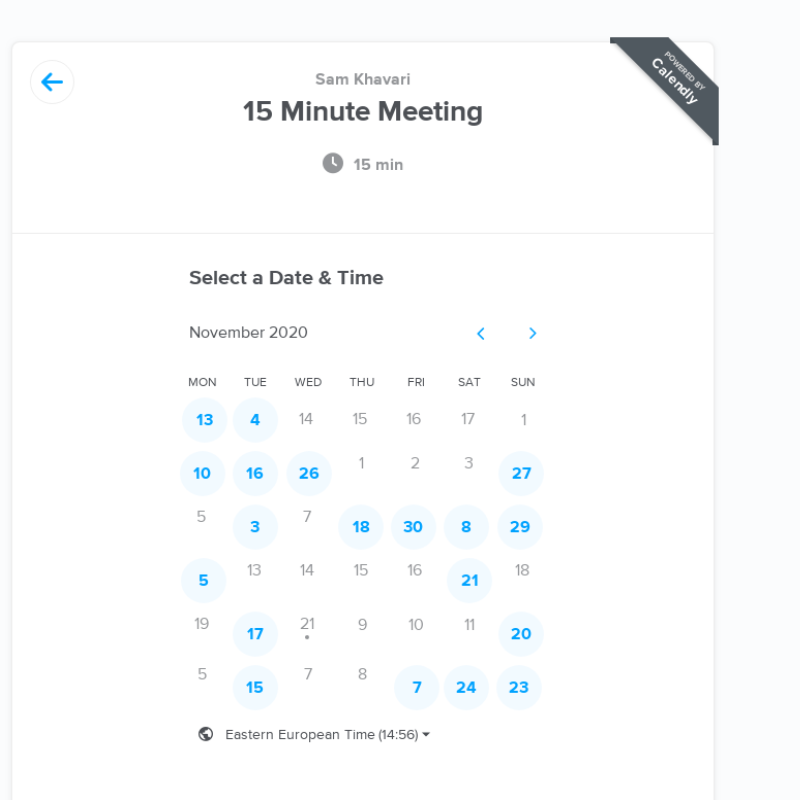 POWERED BY
Calendly
Sam Khavari
15 Minute Meeting
15 min
Select a Date & Time
November 2020
MON TUE WED THU FRI SAT SUN
13 4 14 15 16 17 1
10 16 26 1 2 3 27
5 3 7 18 30 8 29
5 13 14 15 16 21 18
19 17 21 9 10 11 20
5 15 7 8 7 24 23
Eastern European Time (14:56)